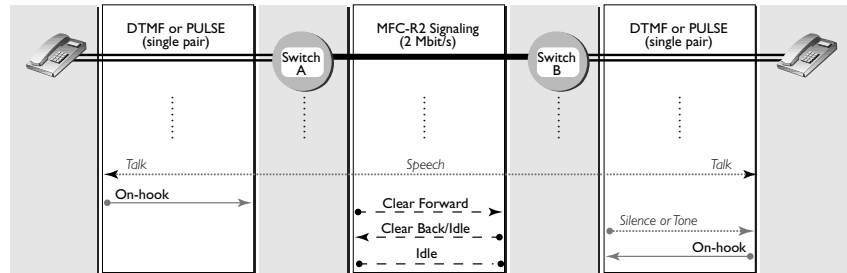 DTMF or PULSE
(single pair)
MFC-R2 Signaling
(2 Mbit/s)
DTMF or PULSE
(single pair)
Switch
A
Switch
B
Talk
Speech
Talk
On-hook
Clear Forward
Clear Back/Idle
Silence or Tone
On-hook
Idle